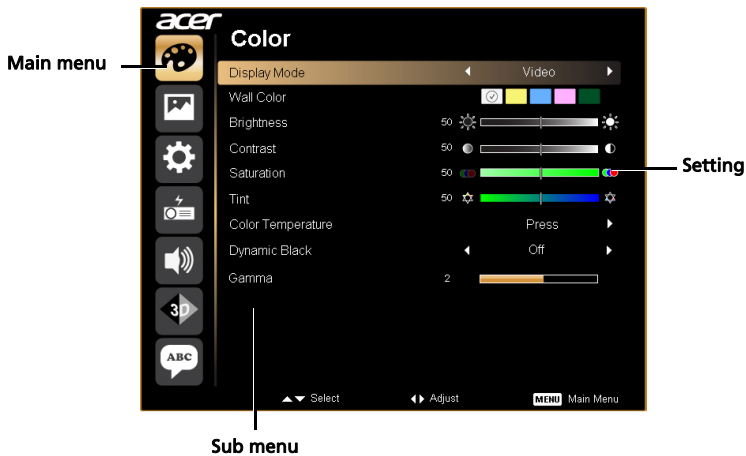 acer
Color
Main menu
Display Mode Video
Wall Color
Brightness 50
Contrast 50
Saturation 50
Setting
Tint 50
Color Temperature Press
Dynamic Black Off
Gamma 2
3D
ABC
Select Adjust MENU Main Menu
Sub menu